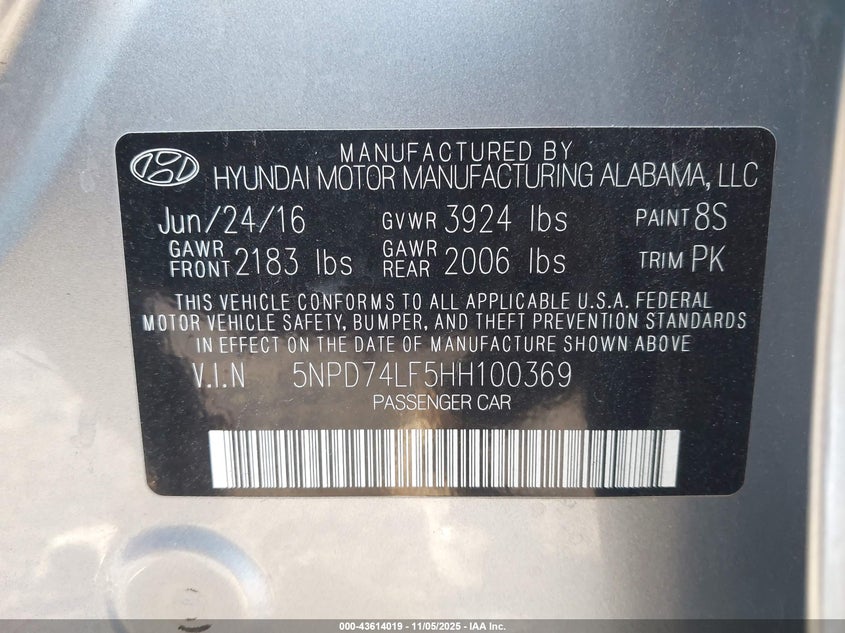 MANUFACTURED BY
HYUNDAI MOTOR MANUFACTURING ALABAMA, LLC
Jun/24/16 GVWR 3924 lbs PAINT 8S
GAWR FRONT 2183 lbs GAWR REAR 2006 lbs TRIM PK
THIS VEHICLE CONFORMS TO ALL APPLICABLE U.S.A. FEDERAL
MOTOR VEHICLE SAFETY, BUMPER, AND THEFT PREVENTION STANDARDS
IN EFFECT ON THE DATE OF MANUFACTURE SHOWN ABOVE
V.I.N 5NPD74LF5HH100369
PASSENGER CAR
000-43614019 - 11/05/2025 - IAA Inc.